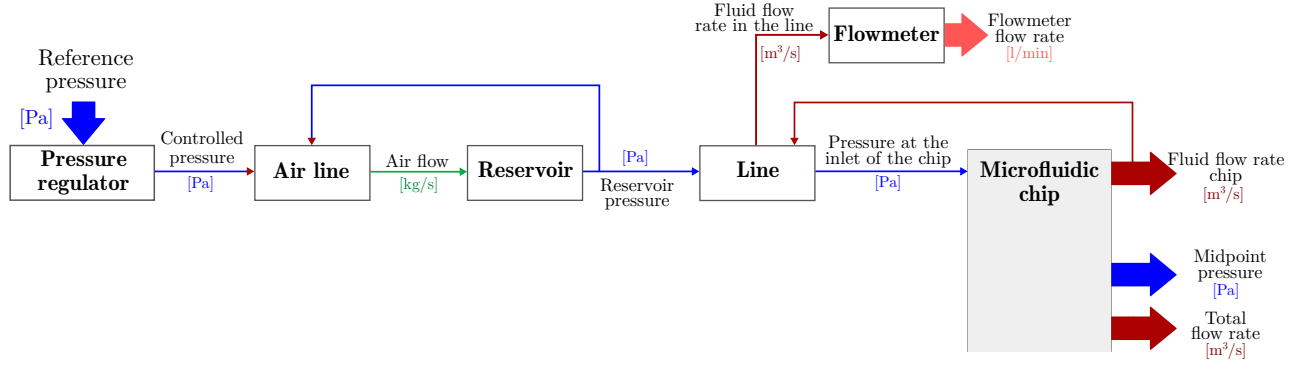 Reference
pressure
[Pa]
Pressure
regulator
Controlled
pressure
[Pa]
Air line
Air flow
[kg/s]
Reservoir
[Pa]
Reservoir
pressure
Line
Fluid flow
rate in the line
[m³/s]
Flowmeter
Flowmeter
flow rate
[l/min]
Pressure at the
inlet of the chip
[Pa]
Microfluidic
chip
Fluid flow rate
chip
[m³/s]
Midpoint
pressure
[Pa]
Total
flow rate
[m³/s]